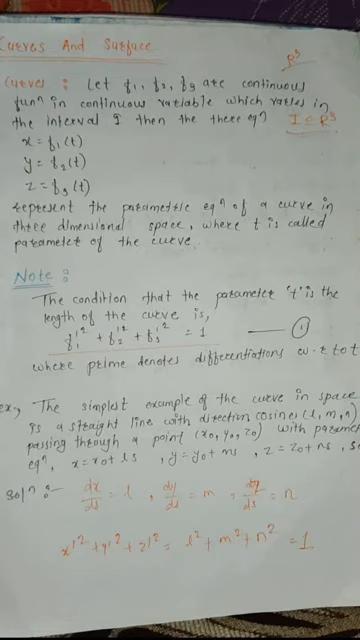 Curves And Surface
R³
Curves : Let f₁, f₂, f₃ are continuous
funⁿ in continuous variable which varies in
the interval I then the there eqⁿ I ⊂ R³
x = f₁(t)
y = f₂(t)
z = f₃(t)
represent the parametric eqⁿ of a curve in
three dimensional space, where t is called
parameter of the curve.
Note :
The condition that the parameter 't' is the
length of the curve is,
f₁'² + f₂'² + f₃'² = 1 —— ①
where prime denotes differentiations w.r to t
ex, The simplest example of the curve in space
is a straight line with direction cosines (l, m, n)
passing through a point (x₀, y₀, z₀) with param
eqⁿ, x = x₀ + ls , y = y₀ + ms , z = z₀ + ns ,
solⁿ :- dx/ds = l , dy/ds = m , dz/ds = n
x'² + y'² + z'² = l² + m² + n² = 1